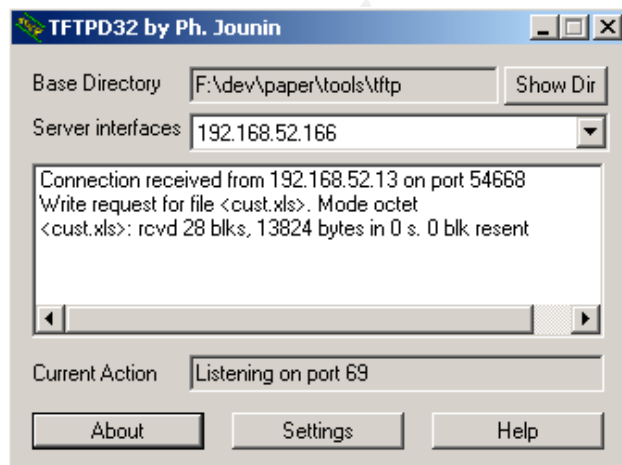 TFTPD32 by Ph. Jounin
Base Directory F:\dev\paper\tools\tftp Show Dir
Server interfaces 192.168.52.166
Connection received from 192.168.52.13 on port 54668
Write request for file <cust.xls>. Mode octet
<cust.xls>: rcvd 28 blks, 13824 bytes in 0 s. 0 blk resent
Current Action Listening on port 69
About Settings Help